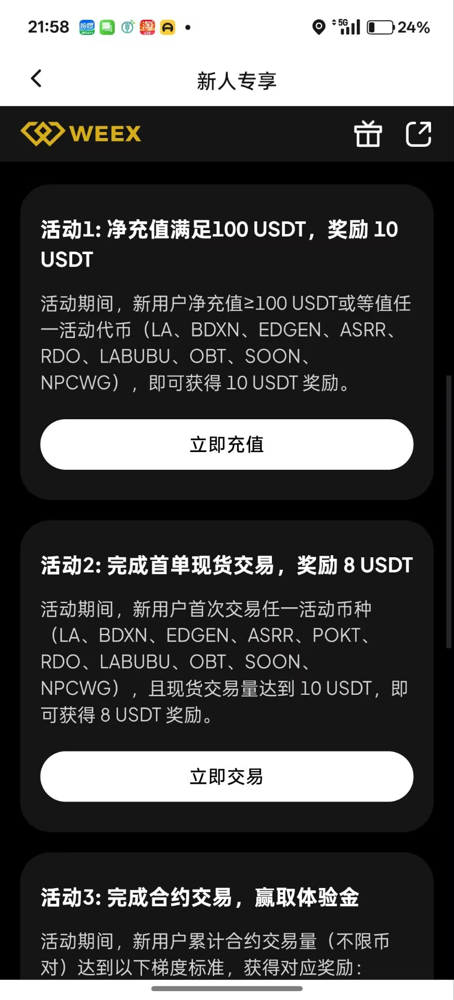 21:58
5G
24%
新人专享
WEEX
活动1: 净充值满足100 USDT，奖励 10
USDT
活动期间，新用户净充值≥100 USDT或等值任
一活动代币（LA、BDXN、EDGEN、ASRR、
RDO、LABUBU、OBT、SOON、
NPCWG），即可获得 10 USDT 奖励。
立即充值
活动2: 完成首单现货交易，奖励 8 USDT
活动期间，新用户首次交易任一活动币种
（LA、BDXN、EDGEN、ASRR、POKT、
RDO、LABUBU、OBT、SOON、
NPCWG），且现货交易量达到 10 USDT，即
可获得 8 USDT 奖励。
立即交易
活动3: 完成合约交易，赢取体验金
活动期间，新用户累计合约交易量（不限币
对）达到以下梯度标准，获得对应奖励：